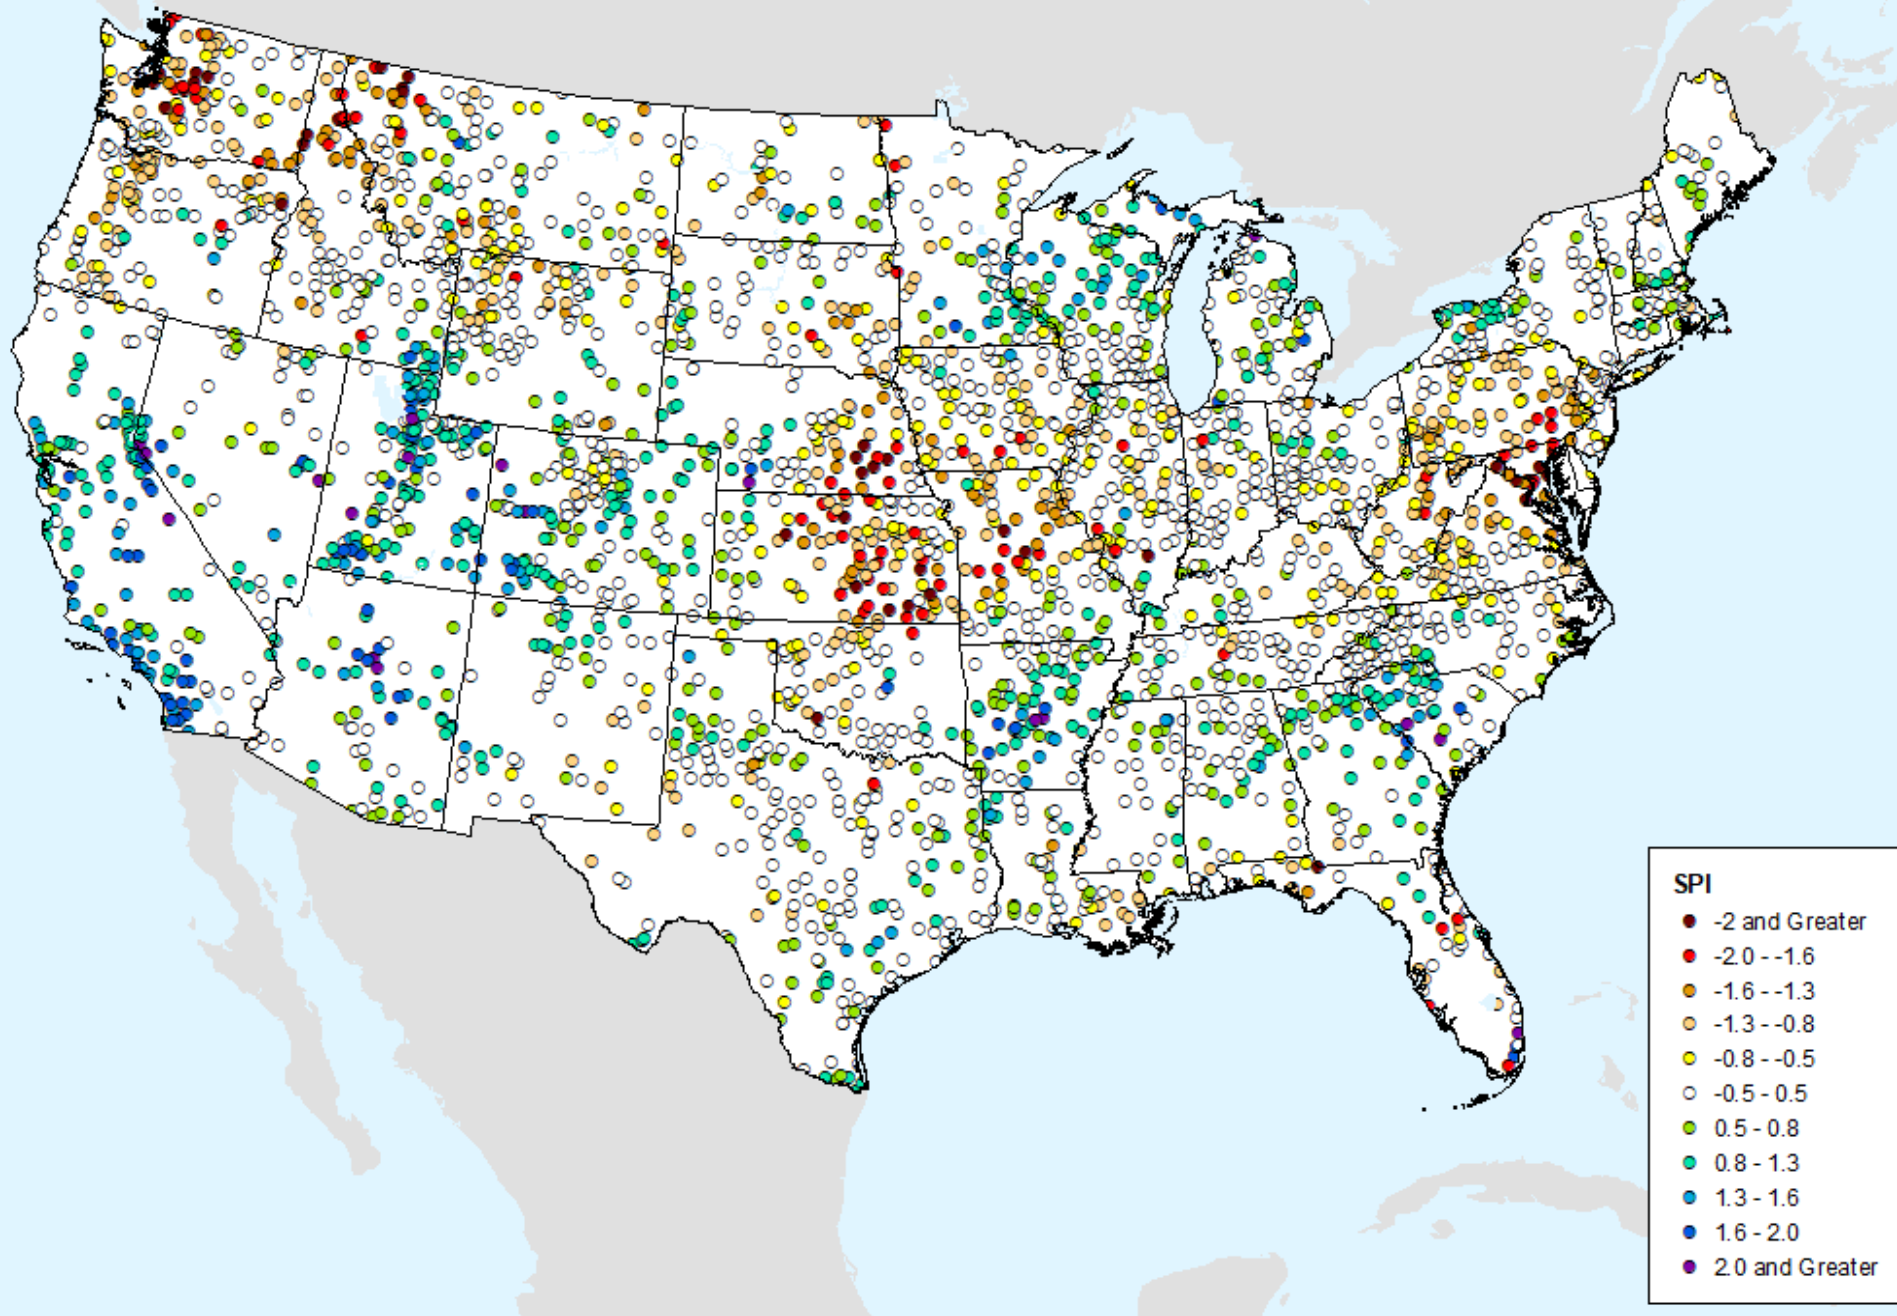 SPI
-2 and Greater
-2.0 - -1.6
-1.6 - -1.3
-1.3 - -0.8
-0.8 - -0.5
-0.5 - 0.5
0.5 - 0.8
0.8 - 1.3
1.3 - 1.6
1.6 - 2.0
2.0 and Greater